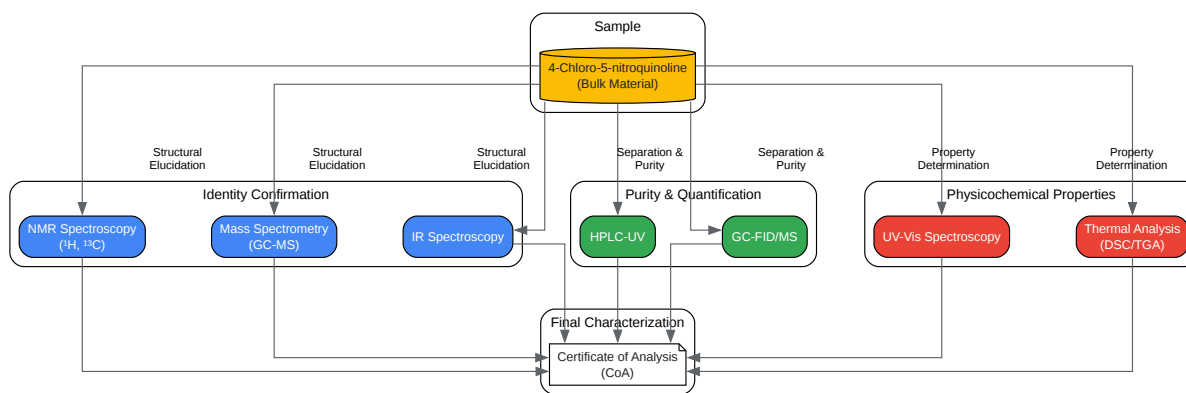 Sample
4-Chloro-5-nitroquinoline
(Bulk Material)
Structural
Elucidation
Structural
Elucidation
Structural
Elucidation
Separation &
Purity
Separation &
Purity
Property
Determination
Property
Determination
Identity Confirmation
Purity & Quantification
Physicochemical Properties
NMR Spectroscopy
(¹H, ¹³C)
Mass Spectrometry
(GC-MS)
IR Spectroscopy
HPLC-UV
GC-FID/MS
UV-Vis Spectroscopy
Thermal Analysis
(DSC/TGA)
Final Characterization
Certificate of Analysis
(CoA)